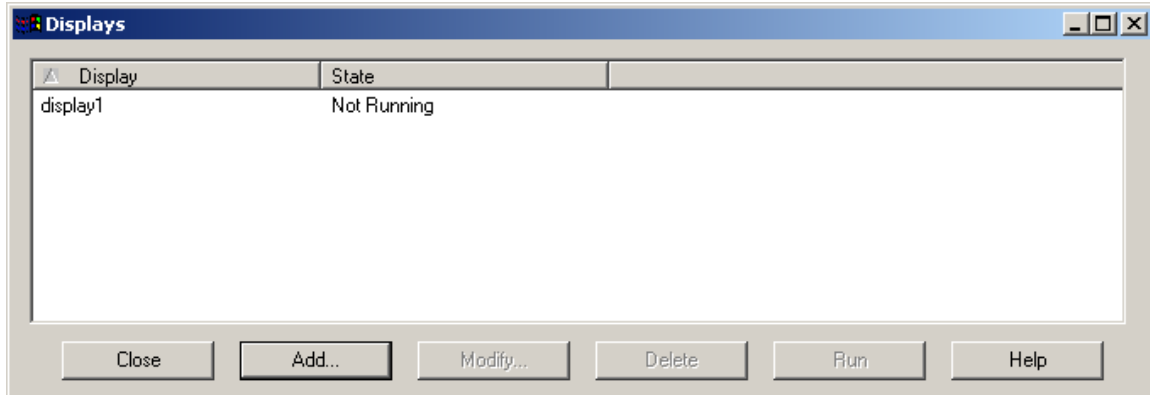 Displays
Display State
display1 Not Running
Close Add... Modify... Delete Run Help